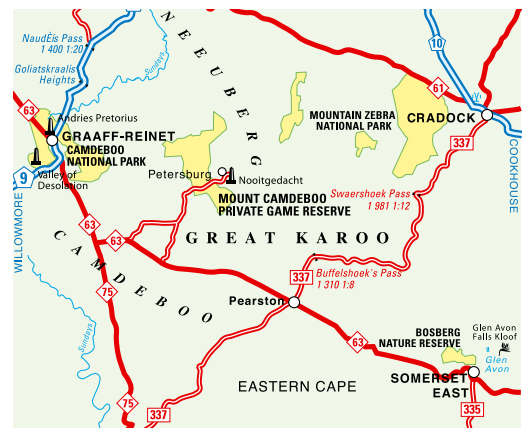 NEEUBERG
NaudÉis Pass
1 400 1:20
Goliatskraalis
Heights
Sundays
10
63
61
Andries Pretorius
GRAAFF-REINET
CAMDEBOO
NATIONAL PARK
MOUNTAIN ZEBRA
NATIONAL PARK
CRADOCK
337
Petersburg
Nooitgedacht
9
Valley of
Desolation
MOUNT CAMDEBOO
PRIVATE GAME RESERVE
Swaershoek Pass
1 981 1:12
WILLOWMORE
COOKHOUSE
63
63
GREAT KAROO
CAMDEBOO
75
337
Buffelshoek's Pass
1 310 1:8
Pearston
Sundays
63
BOSBERG
NATURE RESERVE
Glen Avon
Falls Kloof
Glen
Avon
SOMERSET
EAST
EASTERN CAPE
75
337
335